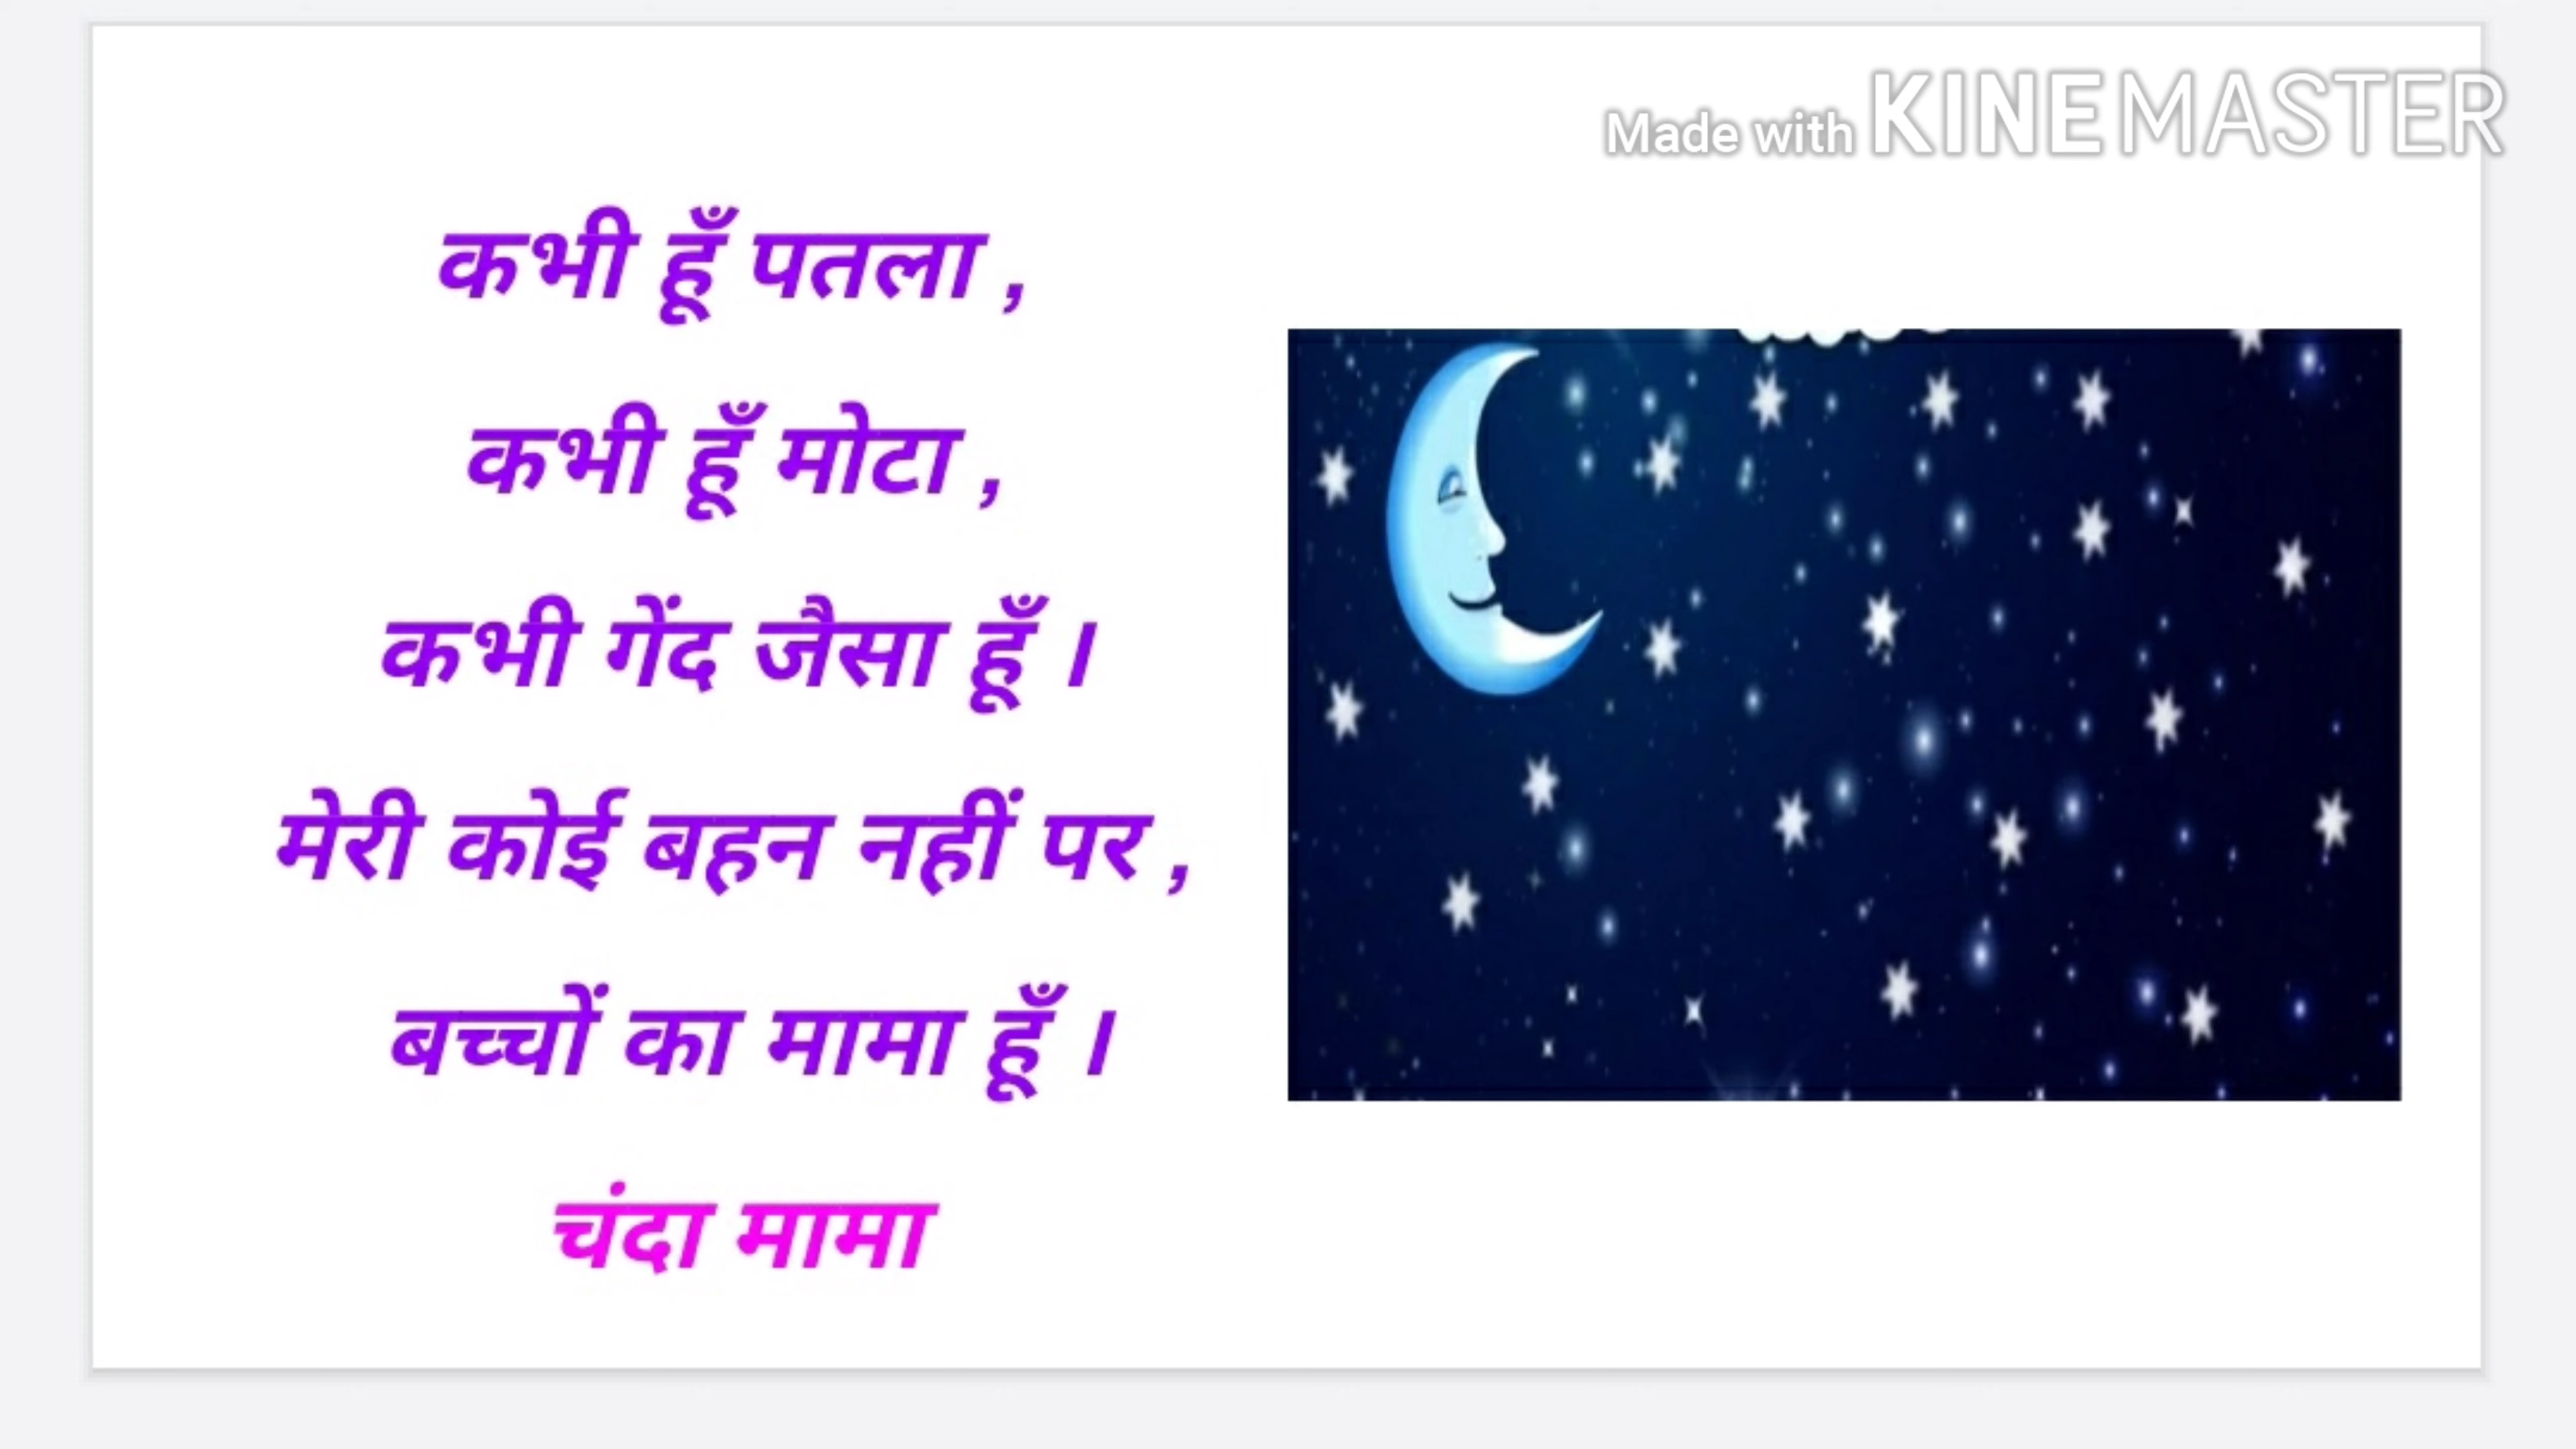 Made with KINEMASTER
कभी हूँ पतला ,
कभी हूँ मोटा ,
कभी गेंद जैसा हूँ ।
मेरी कोई बहन नहीं पर ,
बच्चों का मामा हूँ ।
चंदा मामा